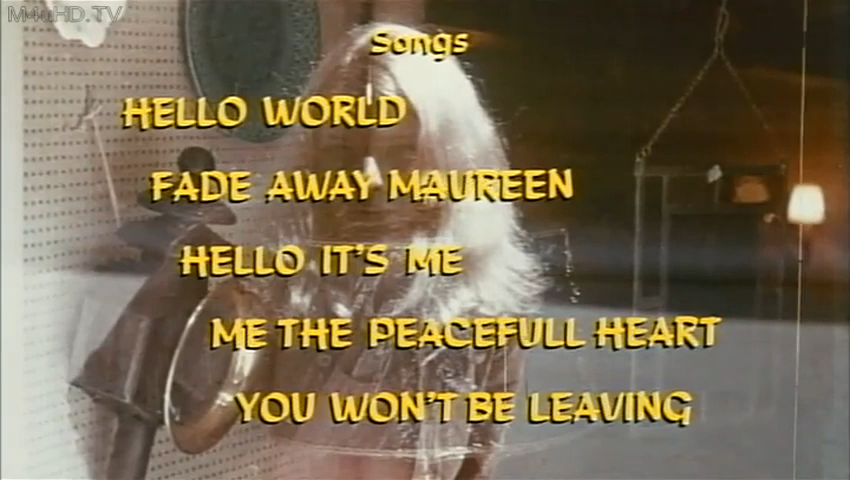 M4uHD.TV
Songs
HELLO WORLD
FADE AWAY MAUREEN
HELLO IT'S ME
ME THE PEACEFULL HEART
YOU WON'T BE LEAVING